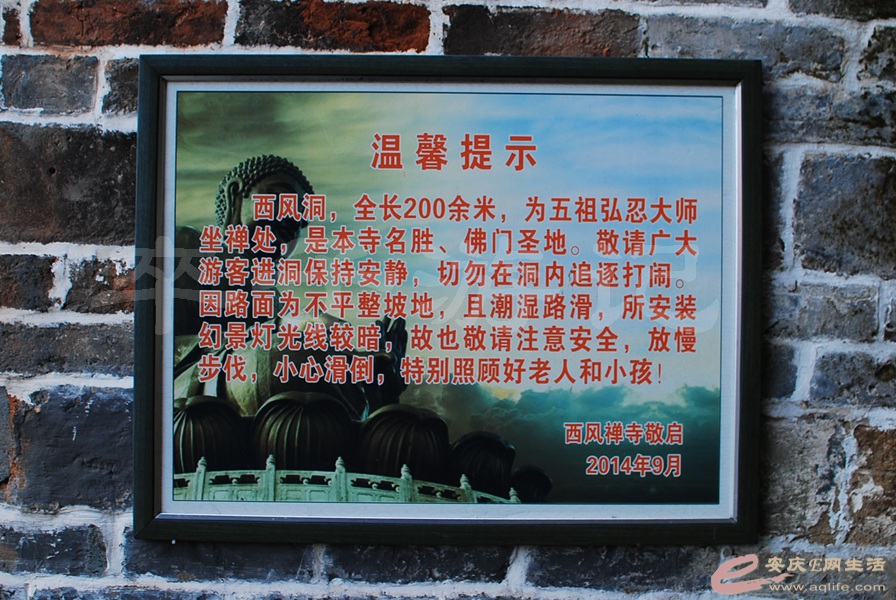 温馨提示
西风洞，全长200余米，为五祖弘忍大师
坐禅处，是本寺名胜、佛门圣地。敬请广大
游客进洞保持安静，切勿在洞内追逐打闹。
因路面为不平整坡地，且潮湿路滑，所安装
幻景灯光线较暗，故也敬请注意安全，放慢
步伐，小心滑倒，特别照顾好老人和小孩！
西风禅寺敬启
2014年9月
安庆E网生活
www.aqlife.com